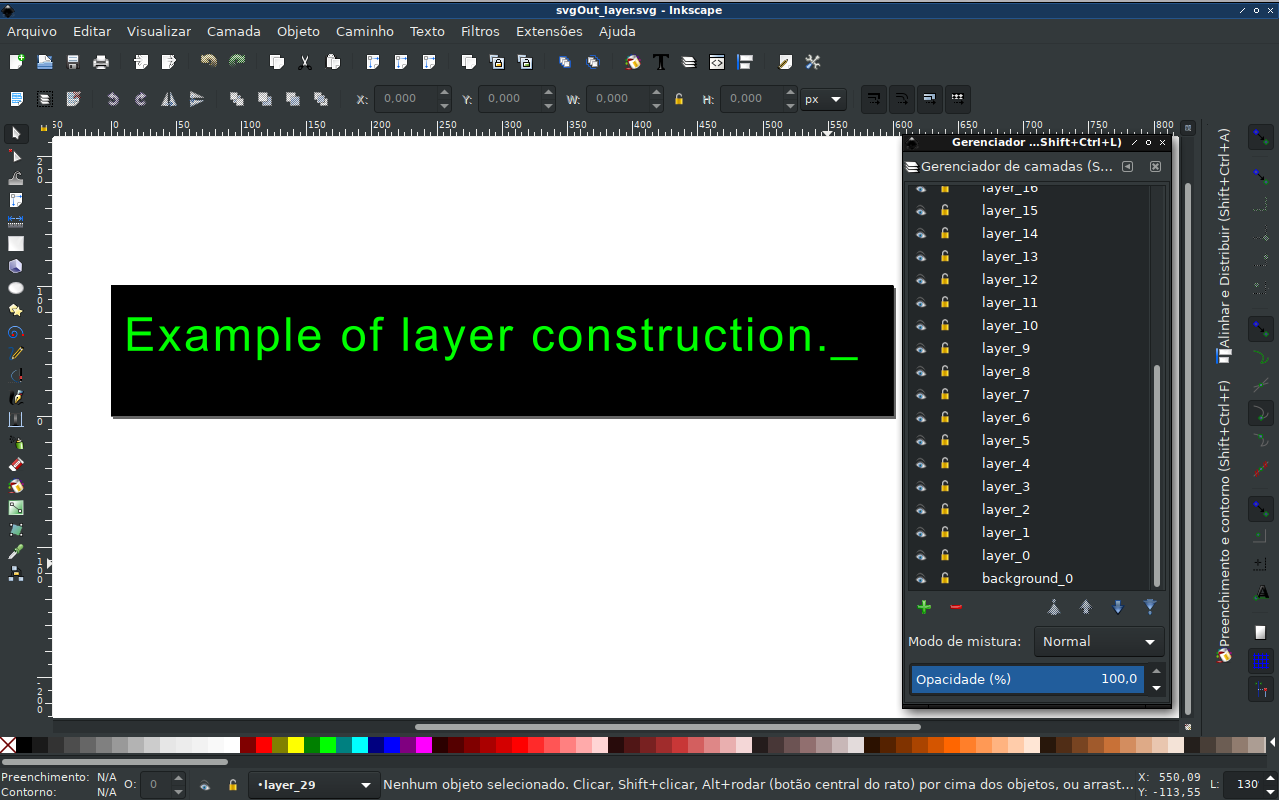 svgOut_layer.svg - Inkscape
Arquivo Editar Visualizar Camada Objeto Caminho Texto Filtros Extensões Ajuda
X: 0,000 Y: 0,000 W: 0,000 H: 0,000 px
0 50 100 150 200 250 300 350 400 450 500 550 600 650 700 750 800
Gerenciador ...Shift+Ctrl+L)
Gerenciador de camadas (S...
layer_16
layer_15
layer_14
layer_13
layer_12
layer_11
layer_10
layer_9
layer_8
layer_7
layer_6
layer_5
layer_4
layer_3
layer_2
layer_1
layer_0
background_0
Modo de mistura: Normal
Opacidade (%) 100,0
Example of layer construction._
Alinhar e Distribuir (Shift+Ctrl+A)
Preenchimento e contorno (Shift+Ctrl+F)
Preenchimento: N/A
Contorno: N/A
O: 0
•layer_29
Nenhum objeto selecionado. Clicar, Shift+clicar, Alt+rodar (botão central do rato) por cima dos objetos, ou arrast...
X: 550,09
Y: -113,55
L: 130